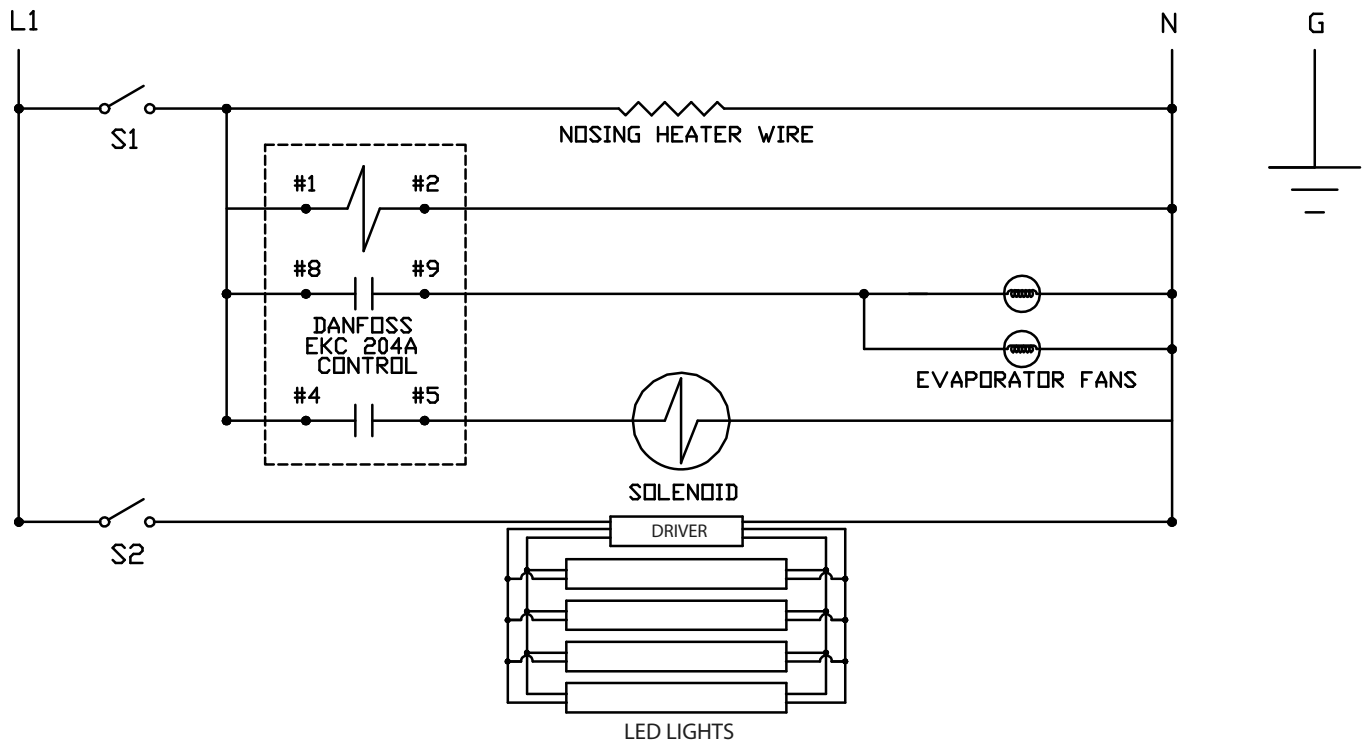 L1
N
G
S1
NOSING HEATER WIRE
#1
#2
#8
#9
DANFOSS
EKC 204A
CONTROL
EVAPORATOR FANS
#4
#5
SOLENOID
S2
DRIVER
LED LIGHTS